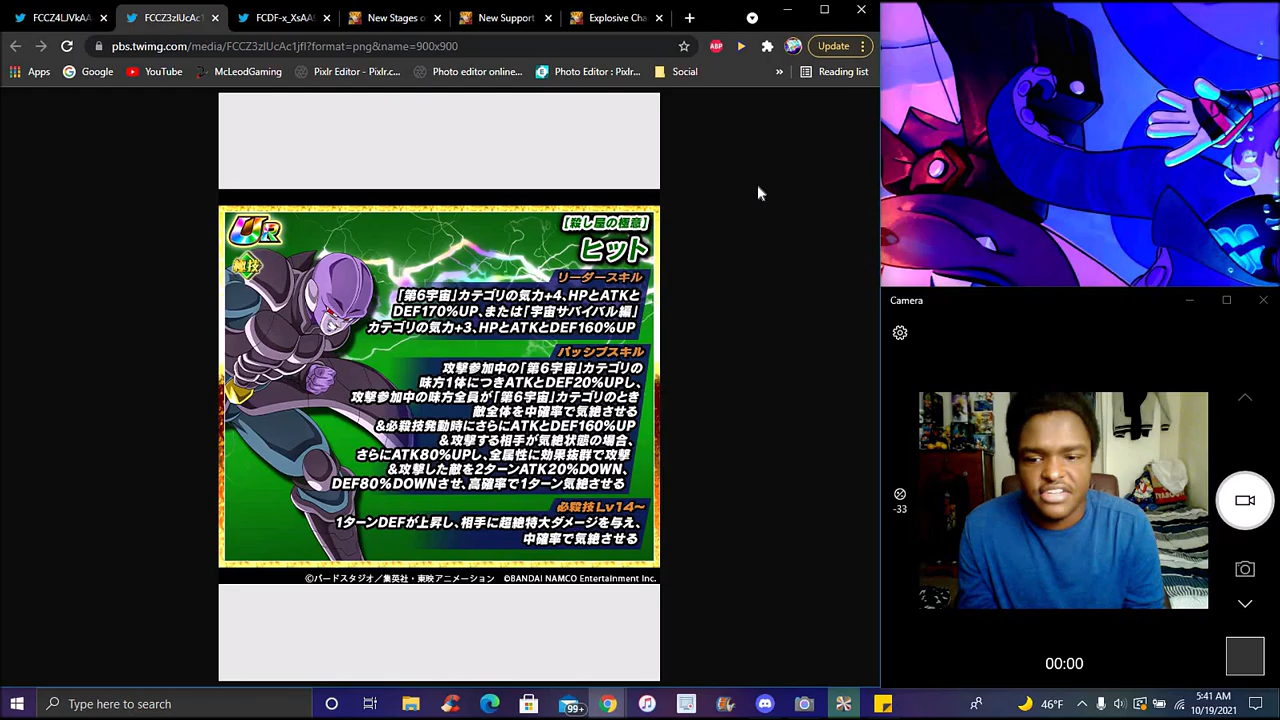 FCCZ4LJVkAA
FCCZ3zlUcAc1
FCDF-x_XsAAS
New Stages o
New Support
Explosive Cha
pbs.twimg.com/media/FCCZ3zlUcAc1jfl?format=png&name=900x900
ABP
Update
Apps
Google
YouTube
McLeodGaming
Pixlr Editor - Pixlr.c...
Photo editor online...
Photo Editor : Pixlr...
Social
»
Reading list
UR
極技
[殺し屋の極意]
ヒット
リーダースキル
「第6宇宙」カテゴリの気力+4、HPとATKと
DEF170%UP、または「宇宙サバイバル編」
カテゴリの気力+3、HPとATKとDEF160%UP
パッシブスキル
攻撃参加中の「第6宇宙」カテゴリの
味方1体につきATKとDEF20%UPし、
攻撃参加中の味方全員が「第6宇宙」カテゴリのとき
敵全体を中確率で気絶させる
&必殺技発動時にさらにATKとDEF160%UP
&攻撃する相手が気絶状態の場合、
さらにATK80%UPし、全属性に効果抜群で攻撃
&攻撃した敵を2ターンATK20%DOWN、
DEF80%DOWNさせ、高確率で1ターン気絶させる
必殺技Lv14～
1ターンDEFが上昇し、相手に超絶特大ダメージを与え、
中確率で気絶させる
©バードスタジオ／集英社・東映アニメーション ©BANDAI NAMCO Entertainment Inc.
Camera
-33
00:00
Type here to search
99+
46°F
5:41 AM
10/19/2021